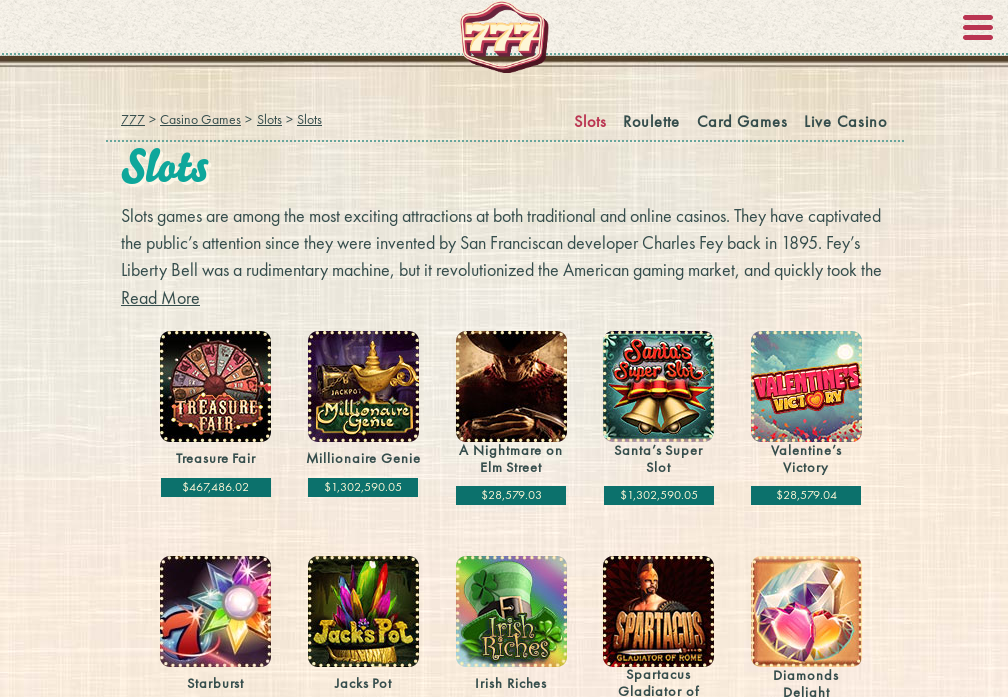 777
777 > Casino Games > Slots > Slots
Slots Roulette Card Games Live Casino
Slots
Slots games are among the most exciting attractions at both traditional and online casinos. They have captivated
the public’s attention since they were invented by San Franciscan developer Charles Fey back in 1895. Fey’s
Liberty Bell was a rudimentary machine, but it revolutionized the American gaming market, and quickly took the
Read More
TREASURE
FAIR
Treasure Fair
$467,486.02
JACKPOT
Millionaire
Genie
Millionaire Genie
$1,302,590.05
A Nightmare on
Elm Street
$28,579.03
Santa's
Super Slot
Santa’s Super
Slot
$1,302,590.05
VALENTINE'S
VICTORY
Valentine’s
Victory
$28,579.04
7
Starburst
Jack's Pot
Jacks Pot
Irish
Riches
Irish Riches
SPARTACUS
GLADIATOR OF ROME
Spartacus
Gladiator of
Diamonds
Delight